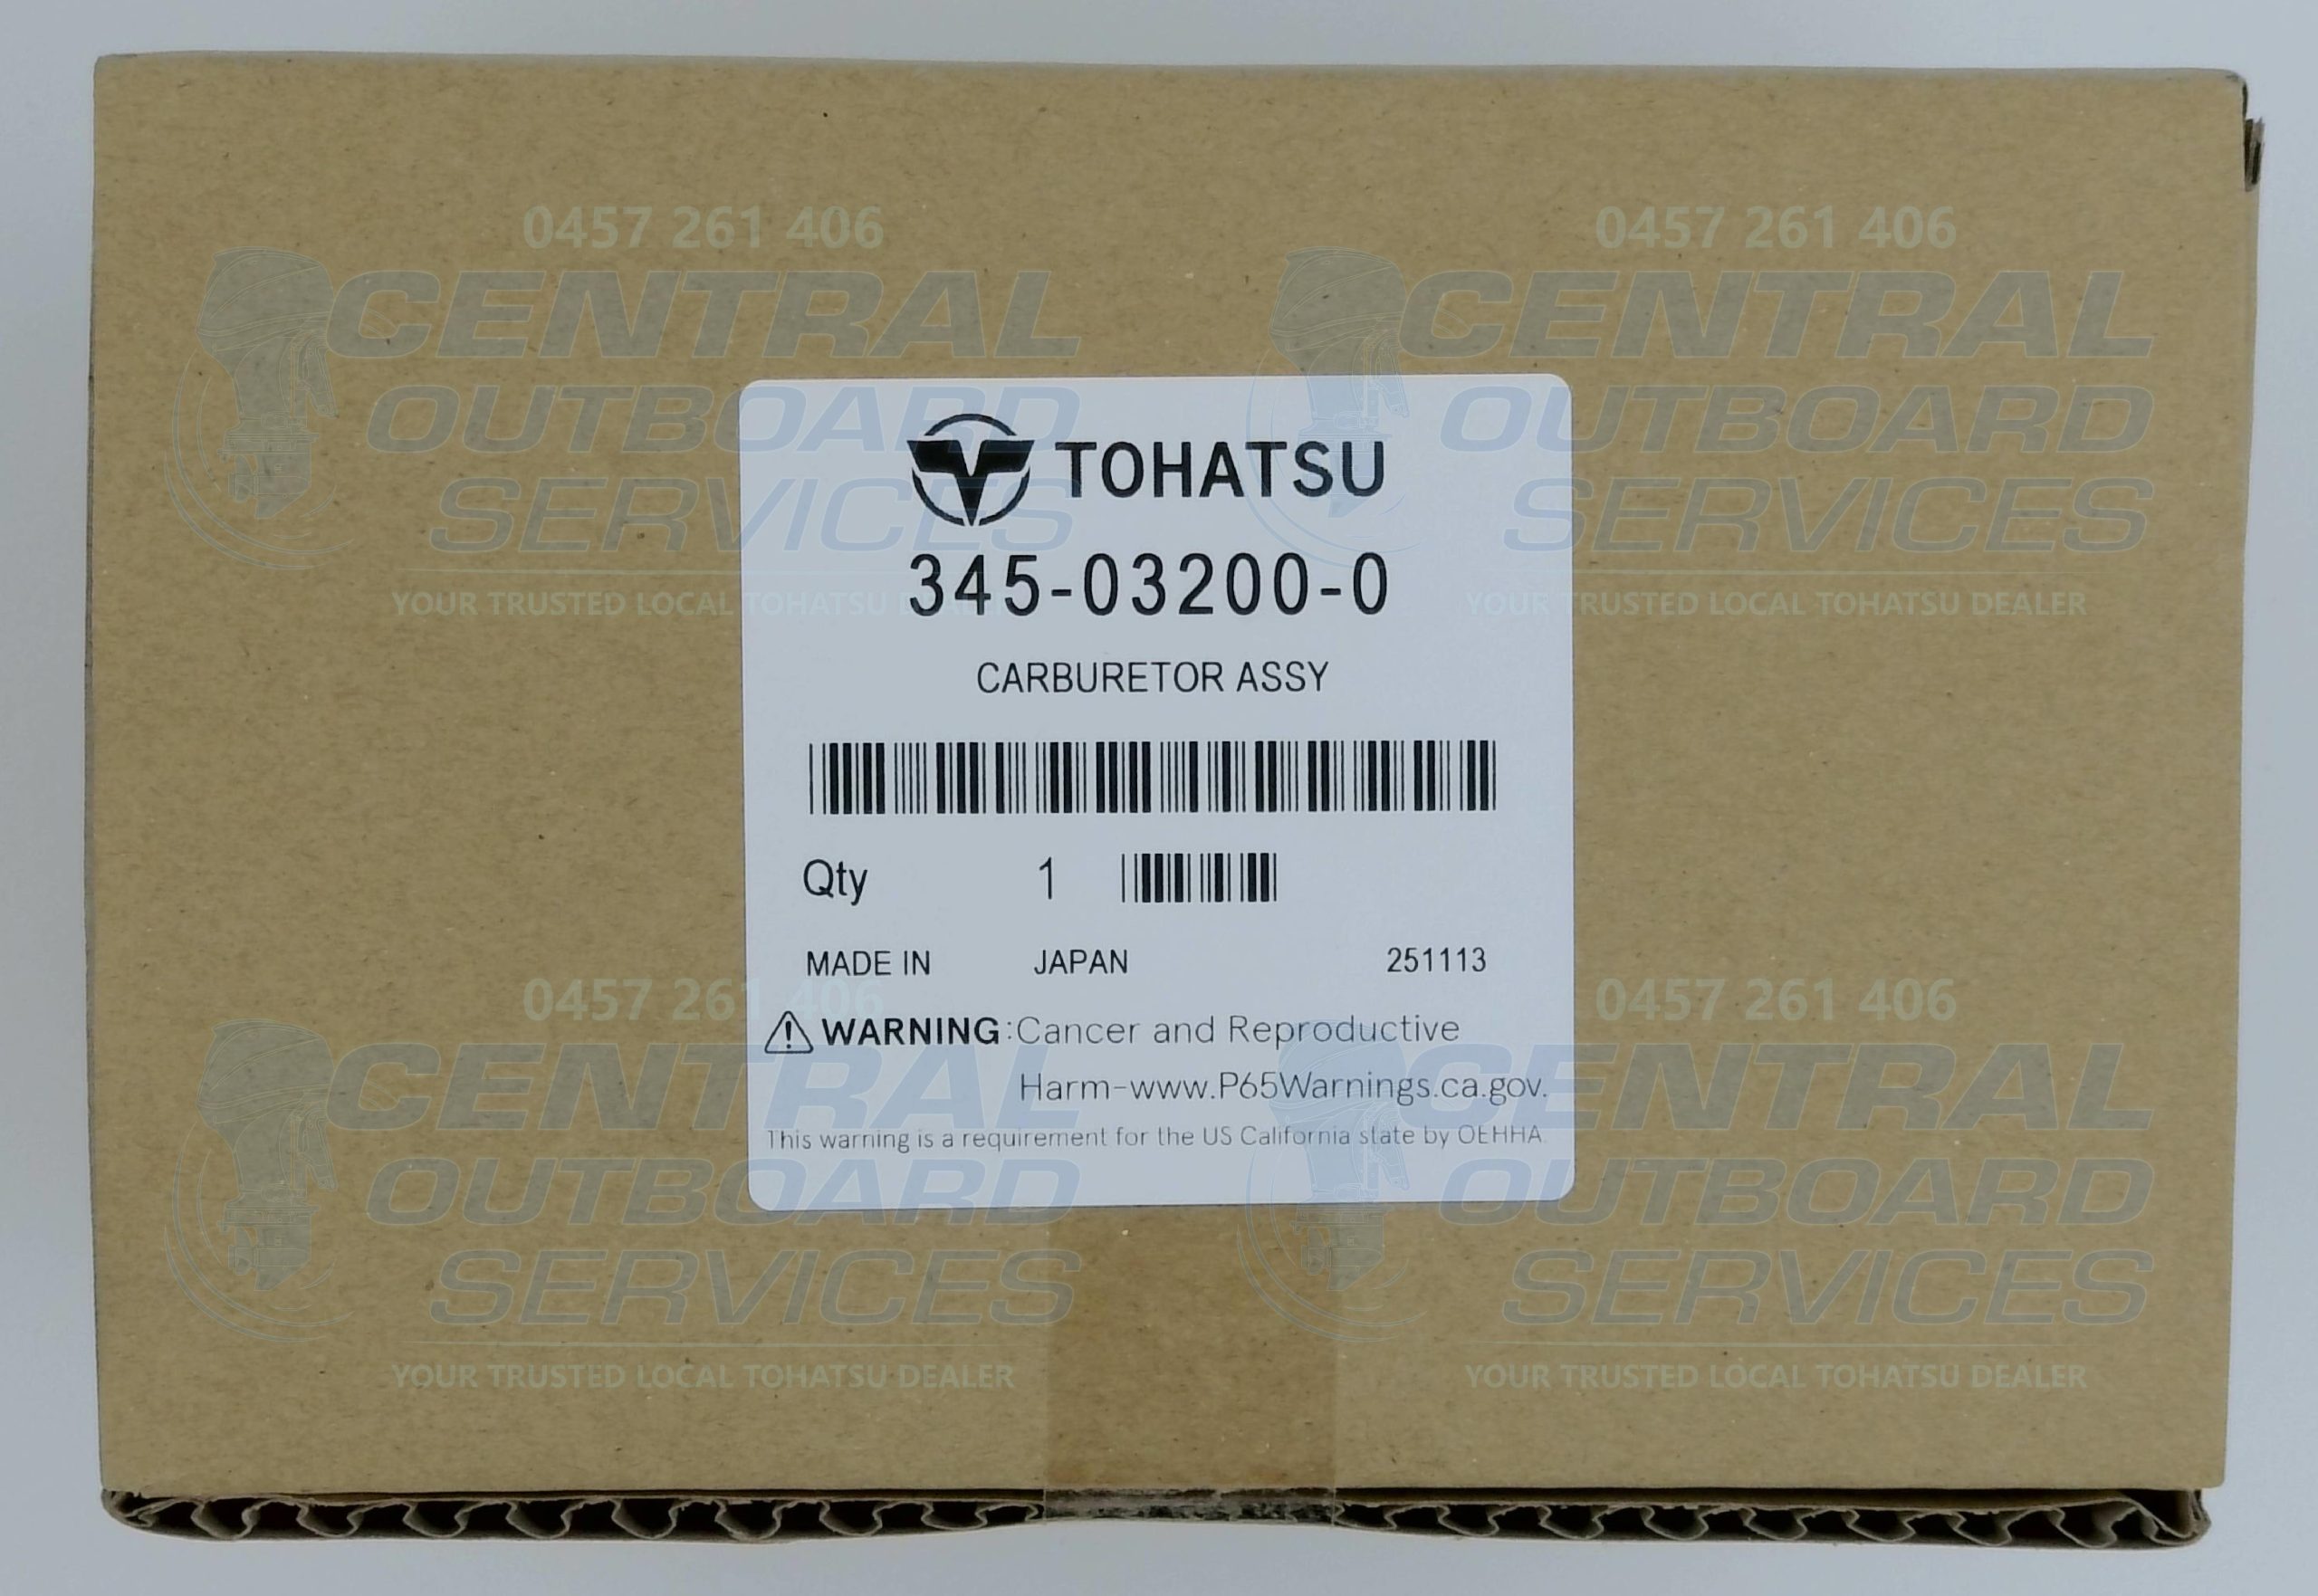 0457 261 406
CENTRAL
OUTBOARD
SERVICES
YOUR TRUSTED LOCAL TOHATSU DEALER
0457 261 406
CENTRAL
OUTBOARD
SERVICES
YOUR TRUSTED LOCAL TOHATSU DEALER
TOHATSU
345-03200-0
CARBURETOR ASSY
Qty 1
MADE IN JAPAN 251113
WARNING:Cancer and Reproductive
Harm-www.P65Warnings.ca.gov.
This warning is a requirement for the US California state by OEHHA.
0457 261 406
CENTRAL
OUTBOARD
SERVICES
YOUR TRUSTED LOCAL TOHATSU DEALER
0457 261 406
CENTRAL
OUTBOARD
SERVICES
YOUR TRUSTED LOCAL TOHATSU DEALER